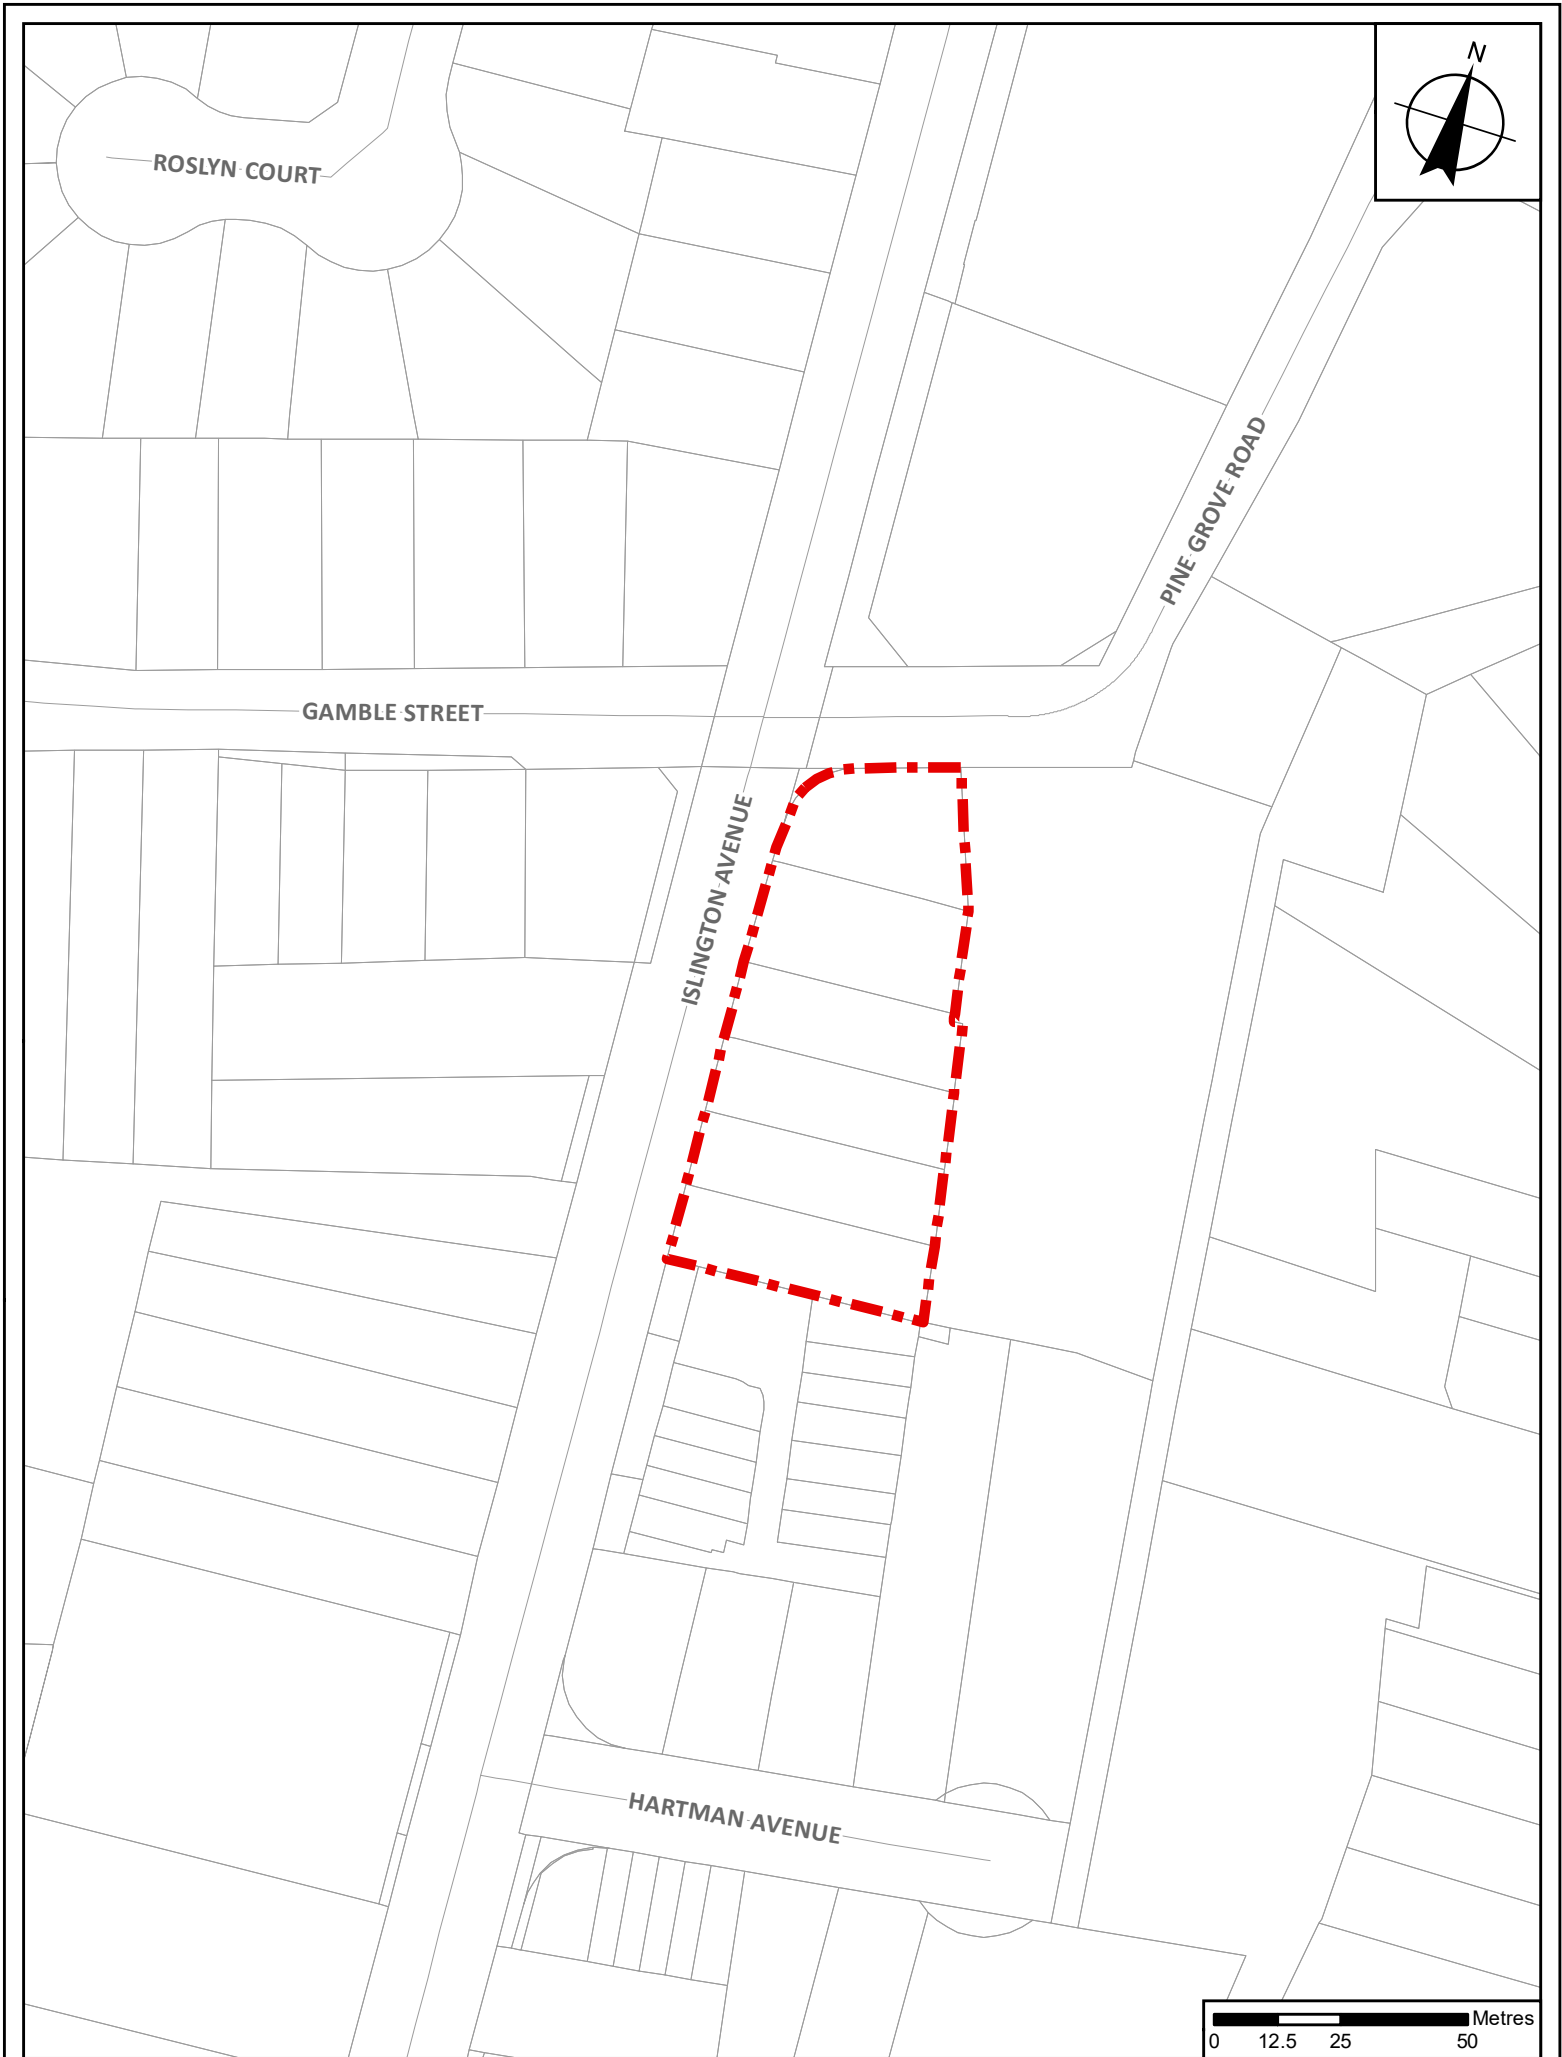 N
ROSLYN COURT
PINE GROVE ROAD
GAMBLE STREET
ISLINGTON AVENUE
HARTMAN AVENUE
Metres
0 12.5 25 50